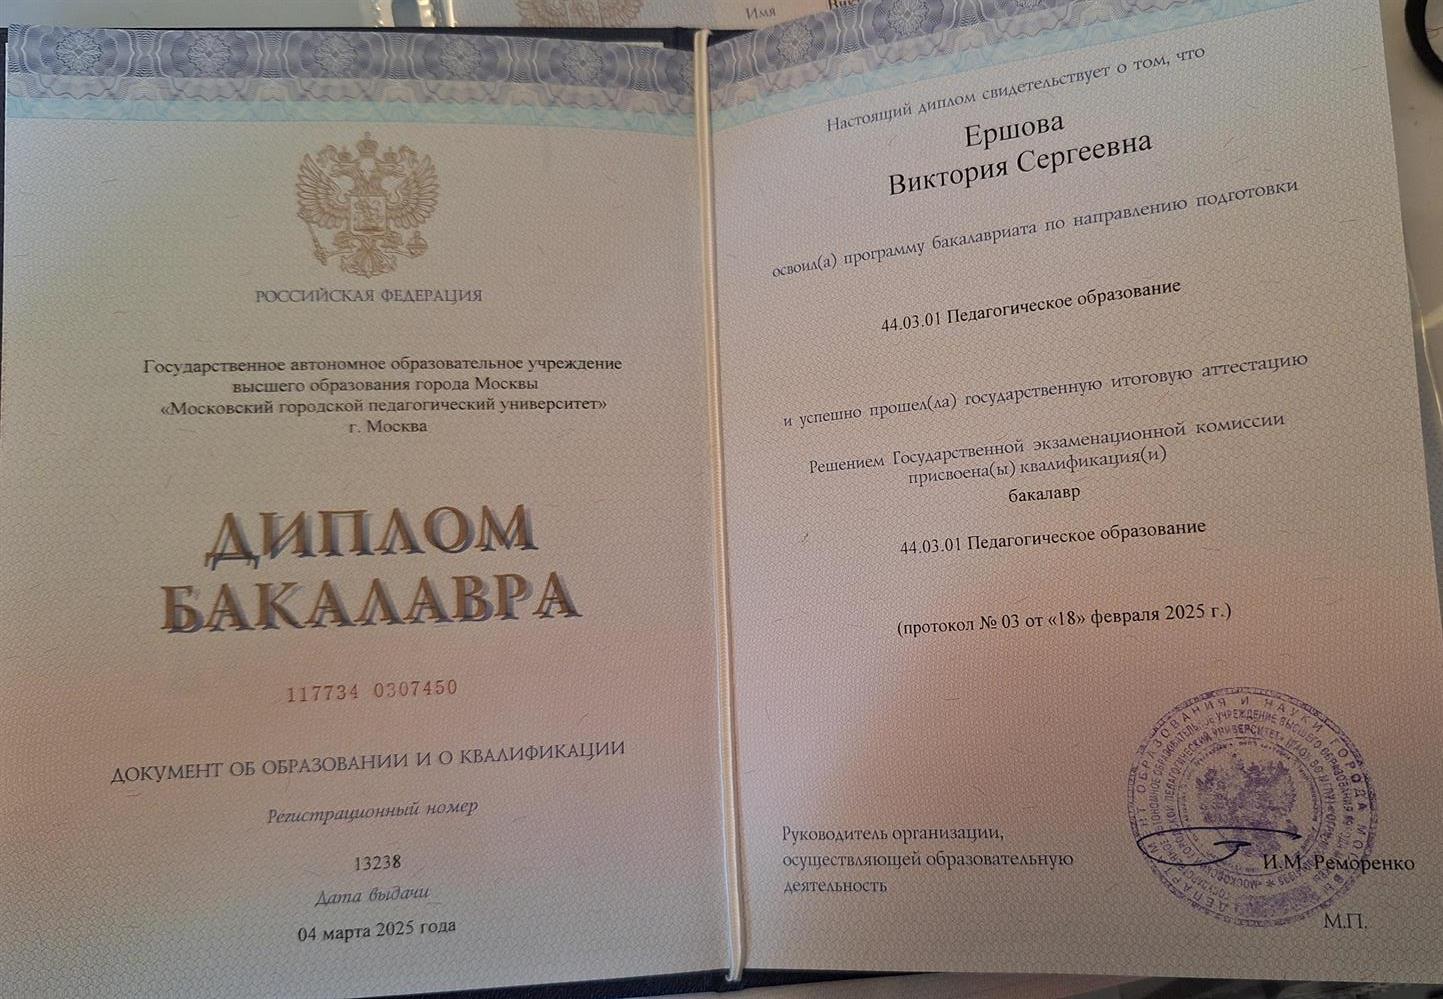 Имя
РОССИЙСКАЯ ФЕДЕРАЦИЯ
Государственное автономное образовательное учреждение
высшего образования города Москвы
«Московский городской педагогический университет»
г. Москва
ДИПЛОМ
БАКАЛАВРА
117734 0307450
ДОКУМЕНТ ОБ ОБРАЗОВАНИИ И О КВАЛИФИКАЦИИ
Регистрационный номер
13238
Дата выдачи
04 марта 2025 года
Настоящий диплом свидетельствует о том, что
Ершова
Виктория Сергеевна
освоил(а) программу бакалавриата по направлению подготовки
44.03.01 Педагогическое образование
и успешно прошел(ла) государственную итоговую аттестацию
Решением Государственной экзаменационной комиссии
присвоена(ы) квалификация(и)
бакалавр
44.03.01 Педагогическое образование
(протокол № 03 от «18» февраля 2025 г.)
Руководитель организации,
осуществляющей образовательную
деятельность
И.М. Реморенко
М.П.